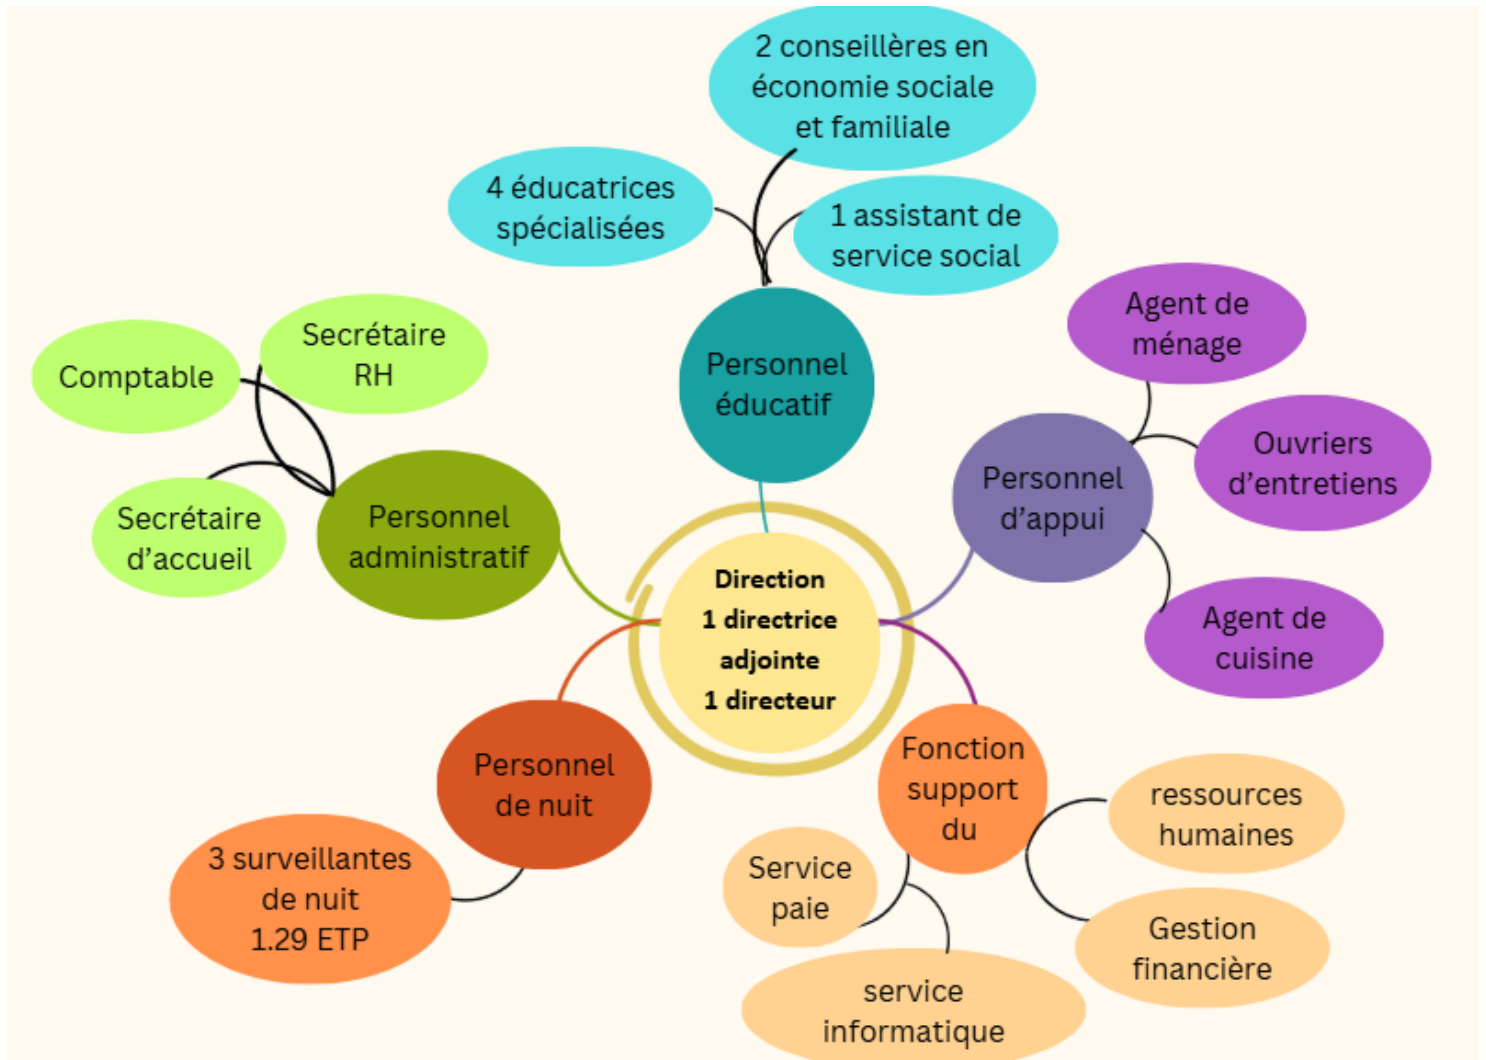 2 conseillères en
économie sociale
et familiale
4 éducatrices
spécialisées
1 assistant de
service social
Personnel
éducatif
Agent de
ménage
Ouvriers
d’entretiens
Agent de
cuisine
Personnel
d’appui
Secrétaire
RH
Comptable
Secrétaire
d’accueil
Personnel
administratif
Direction
1 directrice
adjointe
1 directeur
Personnel
de nuit
3 surveillantes
de nuit
1.29 ETP
Fonction
support
du
ressources
humaines
Gestion
financière
Service
paie
service
informatique